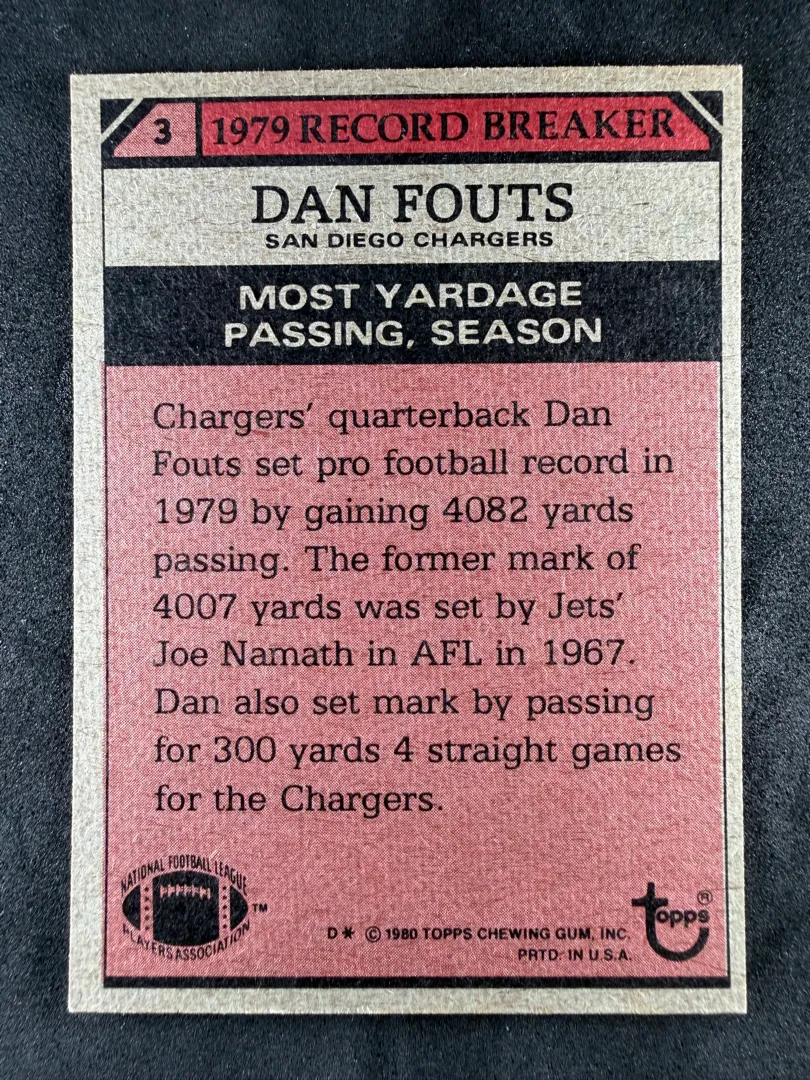 3 1979 RECORD BREAKER
DAN FOUTS
SAN DIEGO CHARGERS
MOST YARDAGE
PASSING, SEASON
Chargers' quarterback Dan
Fouts set pro football record in
1979 by gaining 4082 yards
passing. The former mark of
4007 yards was set by Jets'
Joe Namath in AFL in 1967.
Dan also set mark by passing
for 300 yards 4 straight games
for the Chargers.
NATIONAL FOOTBALL LEAGUE
PLAYERS ASSOCIATION
TM
D* © 1980 TOPPS CHEWING GUM, INC.
PRTD. IN U.S.A.
topps®